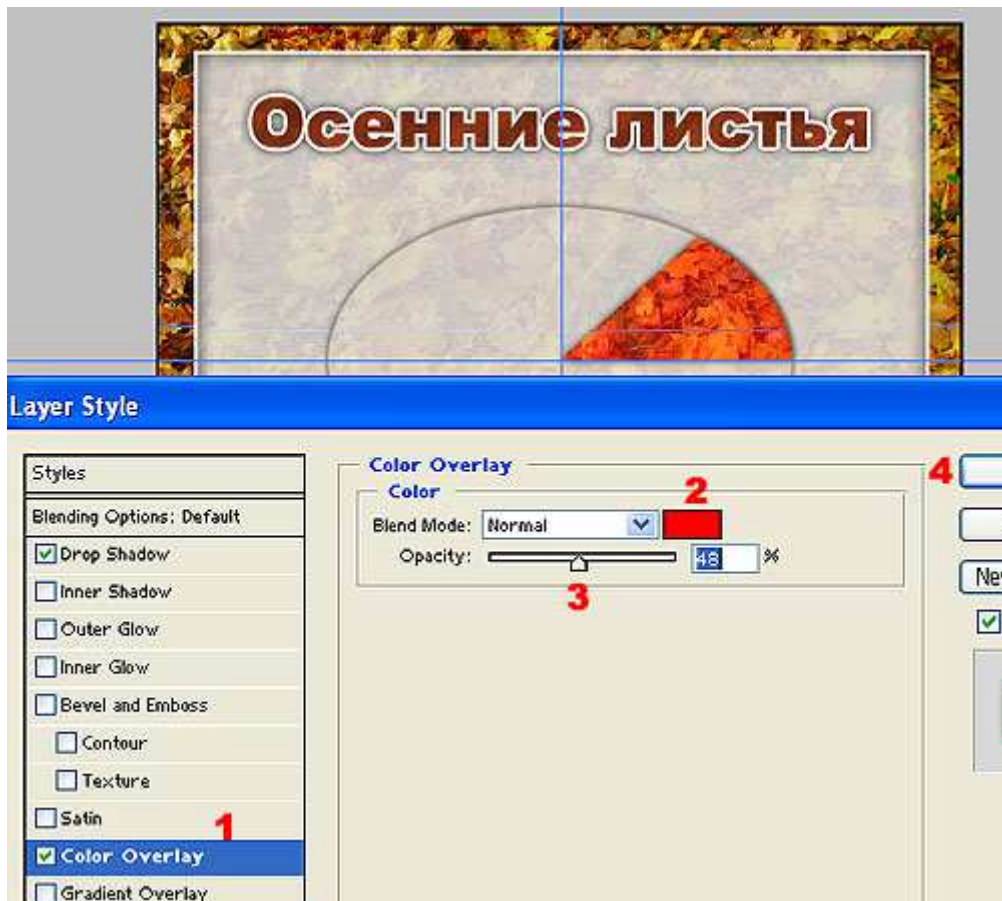 Осенние листья
Layer Style
Styles
Blending Options: Default
Drop Shadow
Inner Shadow
Outer Glow
Inner Glow
Bevel and Emboss
Contour
Texture
Satin
1
Color Overlay
Gradient Overlay
Color Overlay
Color
2
Blend Mode: Normal
Opacity: 48 %
3
4